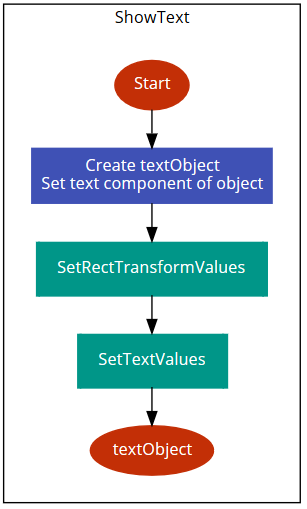 ShowText
Start
Create textObject
Set text component of object
SetRectTransformValues
SetTextValues
textObject